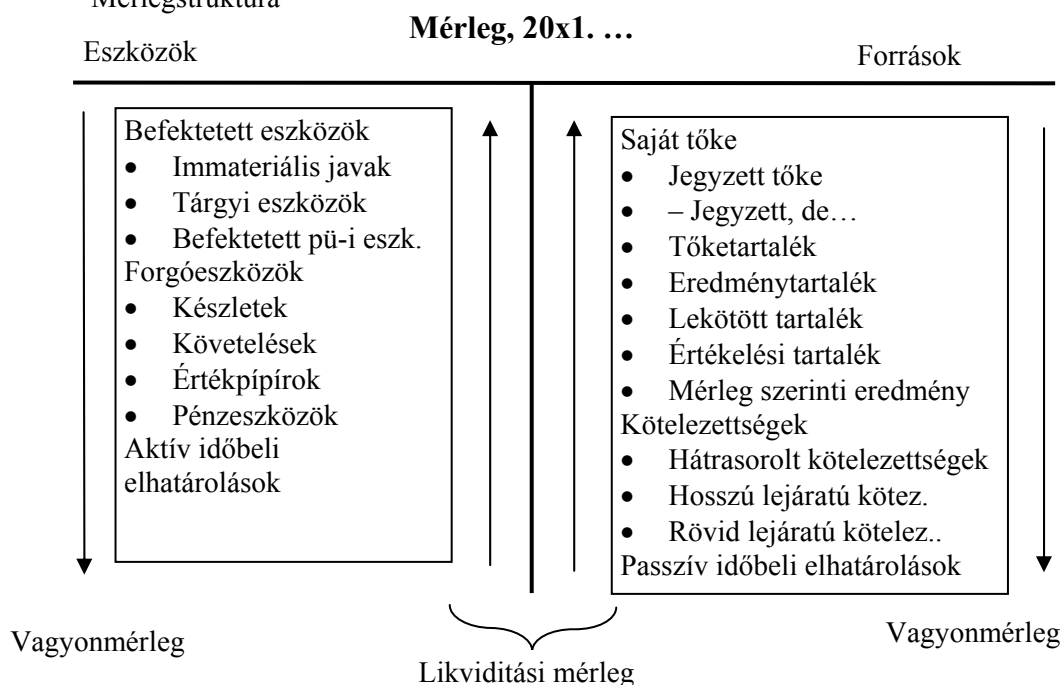 Mérlegstruktúra
Mérleg, 20x1. …
Eszközök
Források
Befektetett eszközök
• Immateriális javak
• Tárgyi eszközök
• Befektetett pü-i eszk.
Forgóeszközök
• Készletek
• Követelések
• Értékpípírok
• Pénzeszközök
Aktív időbeli
elhatárolások
Saját tőke
• Jegyzett tőke
• – Jegyzett, de…
• Tőketartalék
• Eredménytartalék
• Lekötött tartalék
• Értékelési tartalék
• Mérleg szerinti eredmény
Kötelezettségek
• Hátrasorolt kötelezettségek
• Hosszú lejáratú kötez.
• Rövid lejáratú kötelez..
Passzív időbeli elhatárolások
Vagyonmérleg
Likviditási mérleg
Vagyonmérleg